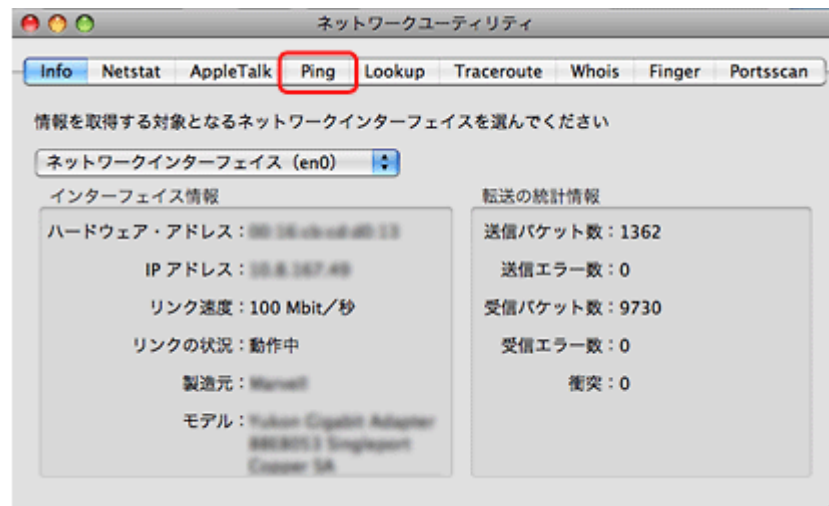 ネットワークユーティリティ
Info Netstat AppleTalk Ping Lookup Traceroute Whois Finger Portsscan
情報を取得する対象となるネットワークインターフェイスを選んでください
ネットワークインターフェイス（en0）
インターフェイス情報
ハードウェア・アドレス：
IP アドレス：
リンク速度：100 Mbit／秒
リンクの状況：動作中
製造元：
モデル：
転送の統計情報
送信パケット数：1362
送信エラー数：0
受信パケット数：9730
受信エラー数：0
衝突：0